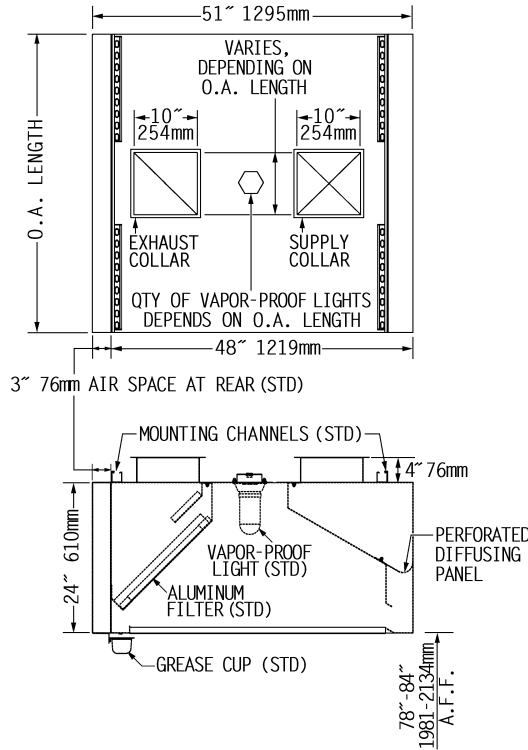 51″ 1295mm
VARIES,
DEPENDING ON
O.A. LENGTH
10″
254mm
10″
254mm
O.A. LENGTH
EXHAUST
COLLAR
SUPPLY
COLLAR
QTY OF VAPOR-PROOF LIGHTS
DEPENDS ON O.A. LENGTH
48″ 1219mm
3″ 76mm AIR SPACE AT REAR (STD)
MOUNTING CHANNELS (STD)
4″ 76mm
24″ 610mm
VAPOR-PROOF
LIGHT (STD)
PERFORATED
DIFFUSING
PANEL
ALUMINUM
FILTER (STD)
GREASE CUP (STD)
78″-84″
1981-2134mm
A.F.F.